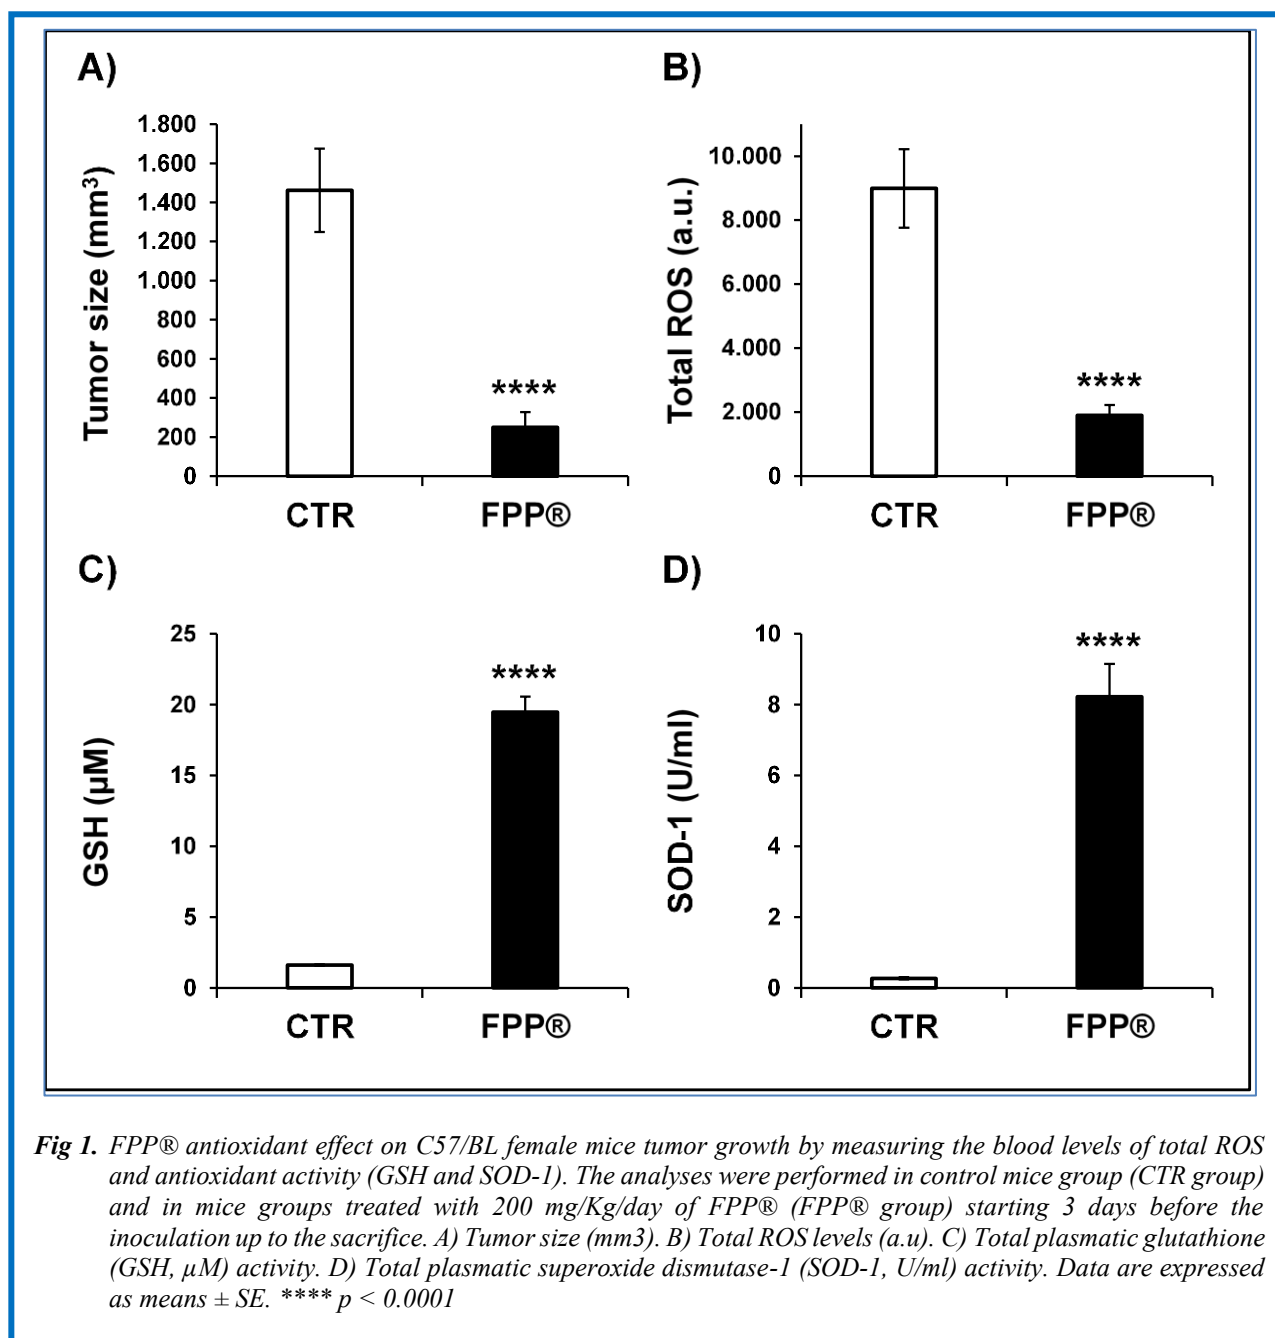 A)
B)
Tumor size (mm³)
1.800
1.600
1.400
1.200
1.000
800
600
400
200
0
****
CTR
FPP®
Total ROS (a.u.)
10.000
8.000
6.000
4.000
2.000
0
****
CTR
FPP®
C)
D)
GSH (µM)
25
20
15
10
5
0
****
CTR
FPP®
SOD-1 (U/ml)
10
8
6
4
2
0
****
CTR
FPP®
Fig 1. FPP® antioxidant effect on C57/BL female mice tumor growth by measuring the blood levels of total ROS
and antioxidant activity (GSH and SOD-1). The analyses were performed in control mice group (CTR group)
and in mice groups treated with 200 mg/Kg/day of FPP® (FPP® group) starting 3 days before the
inoculation up to the sacrifice. A) Tumor size (mm3). B) Total ROS levels (a.u). C) Total plasmatic glutathione
(GSH, µM) activity. D) Total plasmatic superoxide dismutase-1 (SOD-1, U/ml) activity. Data are expressed
as means ± SE. **** p < 0.0001